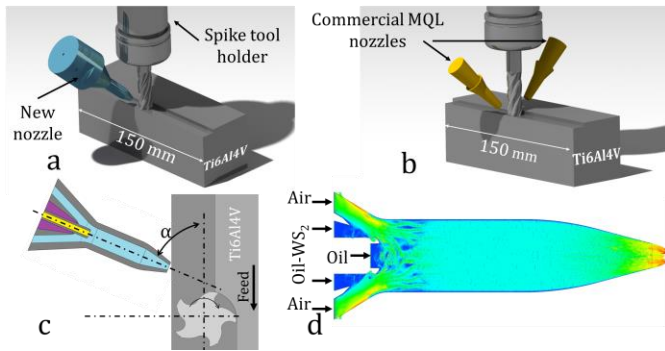 a
Spike tool
holder
New
nozzle
150 mm
Ti6Al4V
Commercial MQL
nozzles
b
150 mm
Ti6Al4V
c
α
Ti6Al4V
Feed
d
Air
Oil-WS₂
Oil
Air